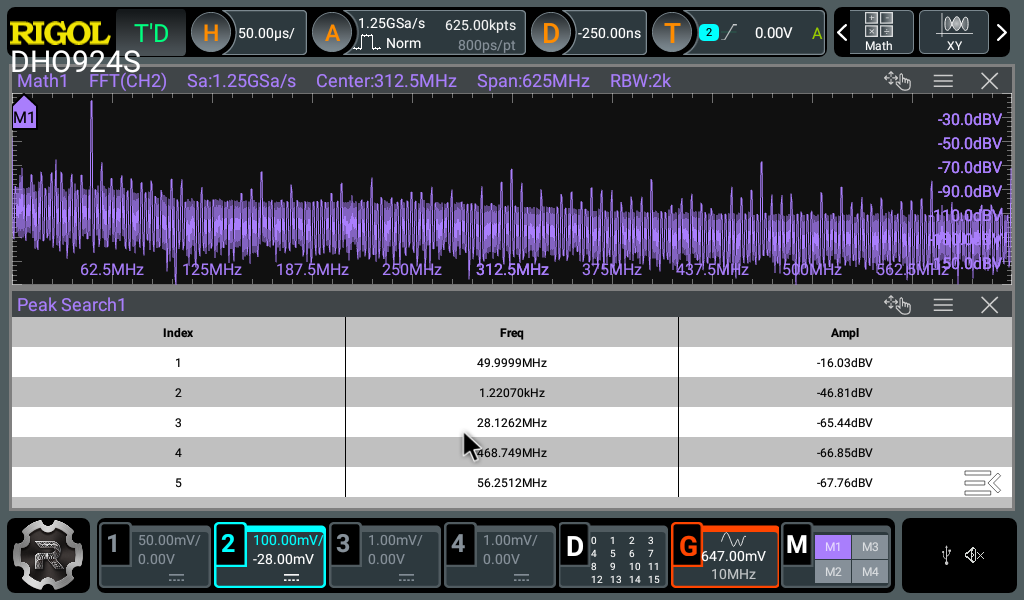 RIGOL T'D H 50.00μs/ A 1.25GSa/s 625.00kpts D -250.00ns T 2 0.00V A
Norm 800ps/pt Math XY
DHO924S
Math1 FFT(CH2) Sa:1.25GSa/s Center:312.5MHz Span:625MHz RBW:2k
M1
-30.0dBV
-50.0dBV
-70.0dBV
-90.0dBV
-110.0dBV
-150.0dBV
62.5MHz 125MHz 187.5MHz 250MHz 312.5MHz 375MHz 437.5MHz 500MHz 562.5MHz
Peak Search1
Index Freq Ampl
1 49.9999MHz -16.03dBV
2 1.22070kHz -46.81dBV
3 28.1262MHz -65.44dBV
4 468.749MHz -66.85dBV
5 56.2512MHz -67.76dBV
R 1 50.00mV/ 2 100.00mV/ 3 1.00mV/ 4 1.00mV/ D 0 1 2 3 G 647.00mV M M1 M3
0.00V -28.00mV 0.00V 0.00V 4 5 6 7 10MHz M2 M4
8 9 10 11
12 13 14 15